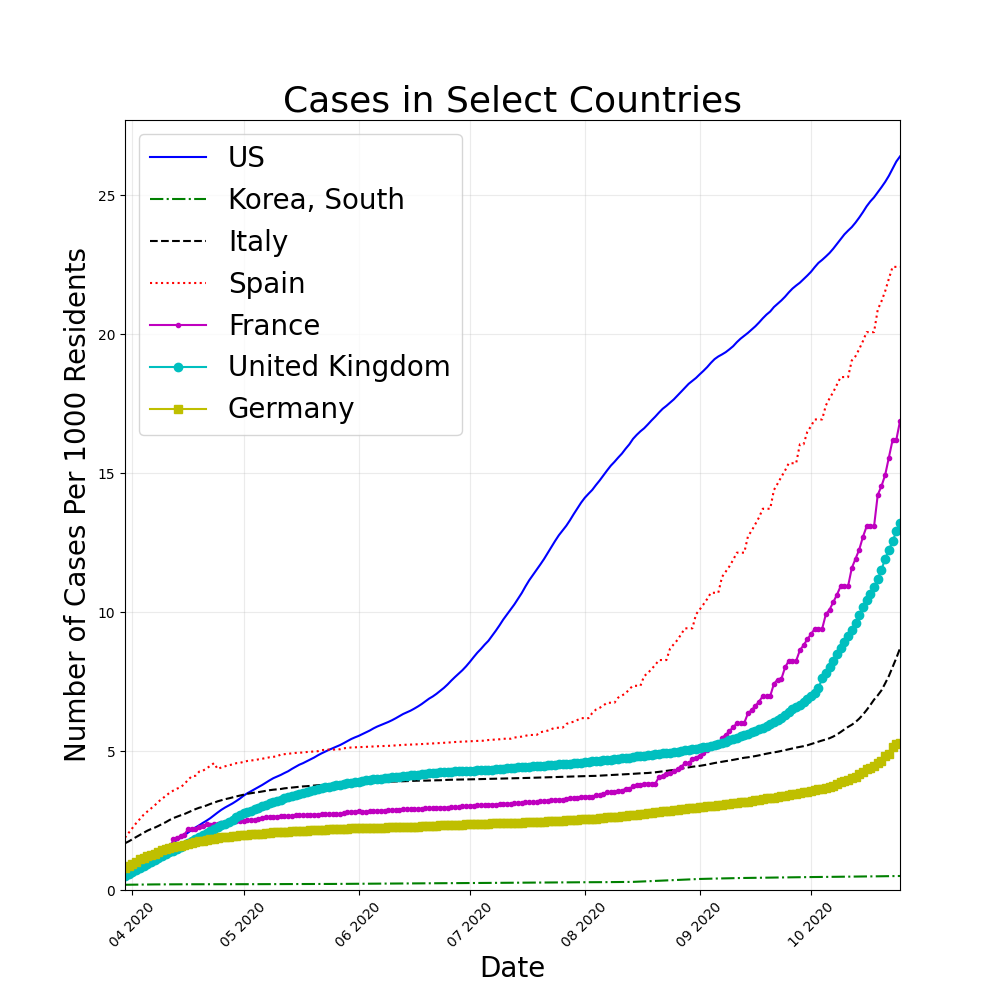 Cases in Select Countries
US
Korea, South
Italy
Spain
France
United Kingdom
Germany
Number of Cases Per 1000 Residents
25
20
15
10
5
0
04 2020
05 2020
06 2020
07 2020
08 2020
09 2020
10 2020
Date